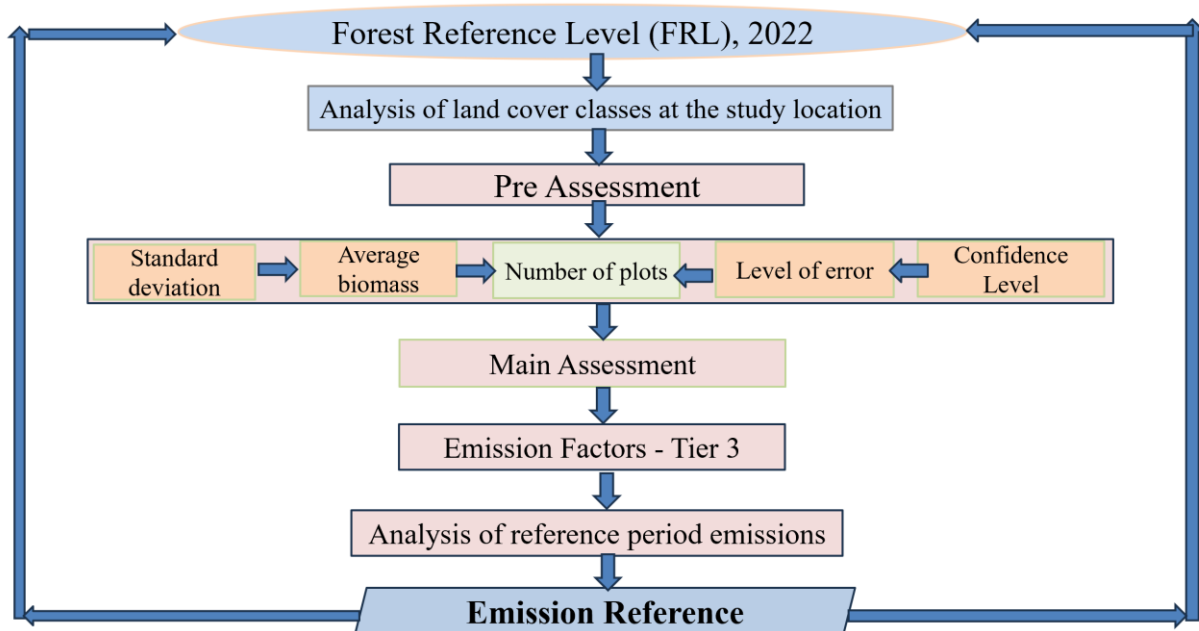 Forest Reference Level (FRL), 2022
Analysis of land cover classes at the study location
Pre Assessment
Standard
deviation
Average
biomass
Number of plots
Level of error
Confidence
Level
Main Assessment
Emission Factors - Tier 3
Analysis of reference period emissions
Emission Reference